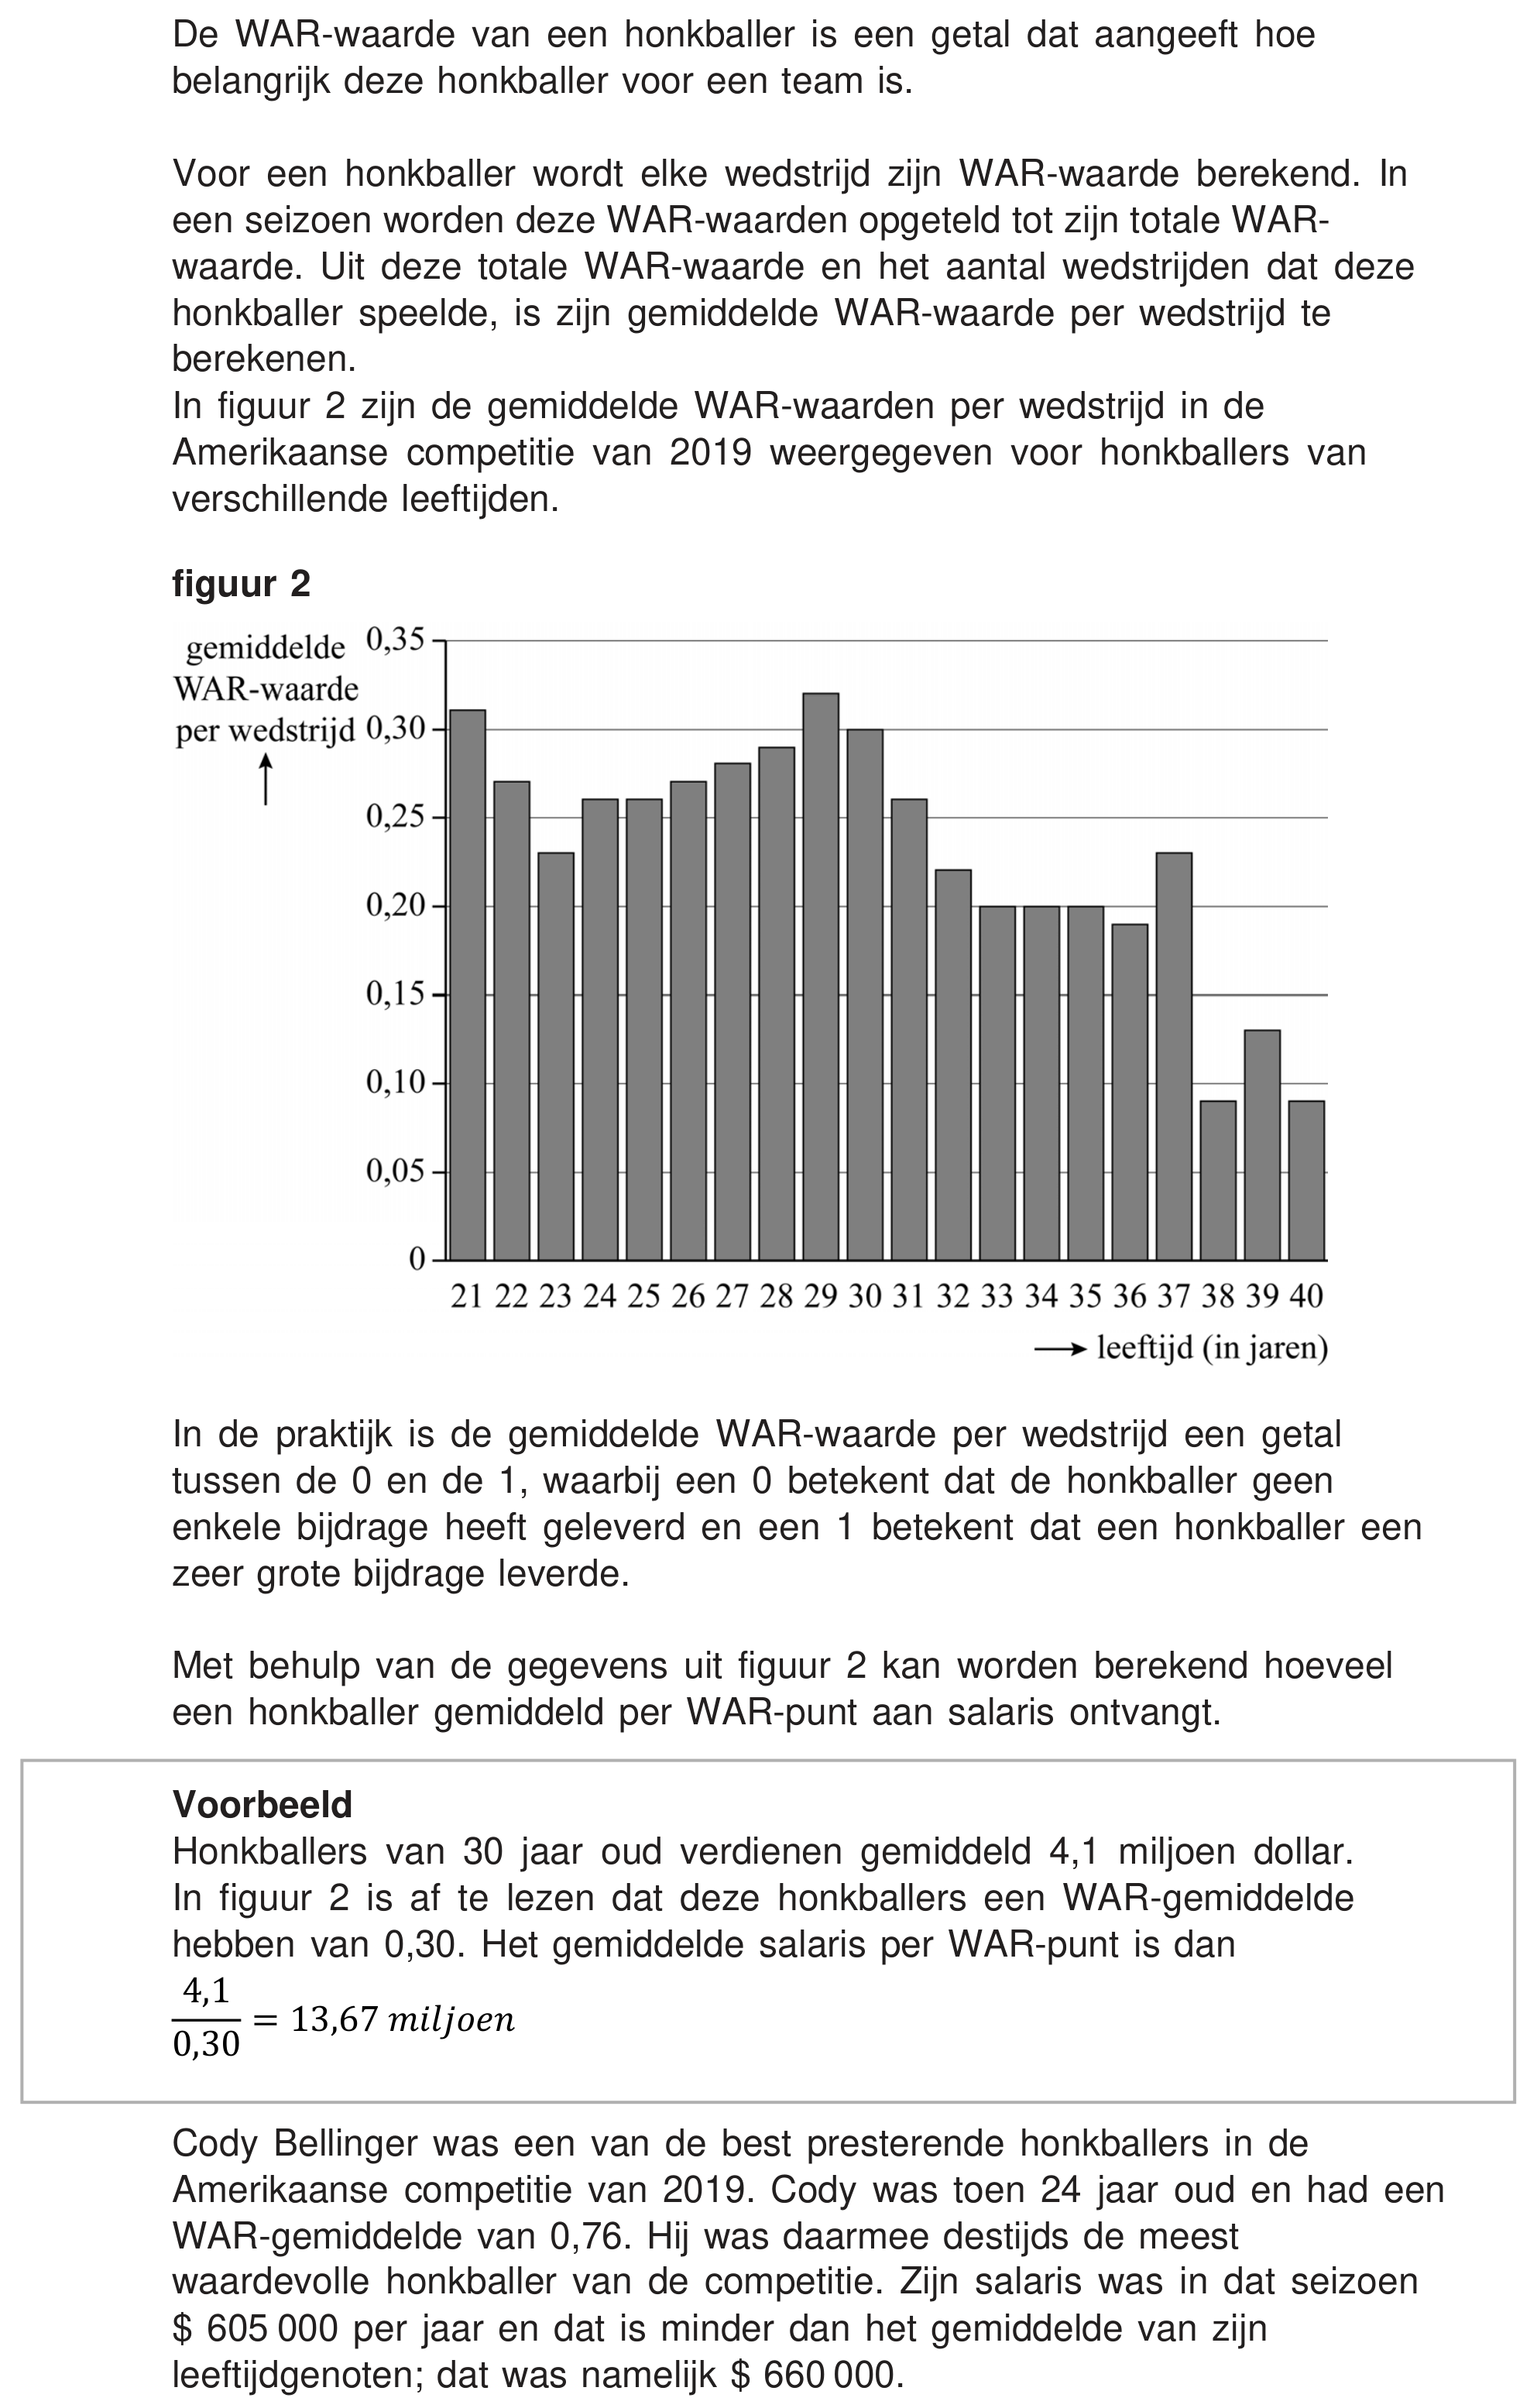 De WAR-waarde van een honkballer is een getal dat aangeeft hoe
belangrijk deze honkballer voor een team is.
Voor een honkballer wordt elke wedstrijd zijn WAR-waarde berekend. In
een seizoen worden deze WAR-waarden opgeteld tot zijn totale WAR-
waarde. Uit deze totale WAR-waarde en het aantal wedstrijden dat deze
honkballer speelde, is zijn gemiddelde WAR-waarde per wedstrijd te
berekenen.
In figuur 2 zijn de gemiddelde WAR-waarden per wedstrijd in de
Amerikaanse competitie van 2019 weergegeven voor honkballers van
verschillende leeftijden.
figuur 2
gemiddelde
WAR-waarde
per wedstrijd
0,35
0,30
0,25
0,20
0,15
0,10
0,05
0
21 22 23 24 25 26 27 28 29 30 31 32 33 34 35 36 37 38 39 40
leeftijd (in jaren)
In de praktijk is de gemiddelde WAR-waarde per wedstrijd een getal
tussen de 0 en de 1, waarbij een 0 betekent dat de honkballer geen
enkele bijdrage heeft geleverd en een 1 betekent dat een honkballer een
zeer grote bijdrage leverde.
Met behulp van de gegevens uit figuur 2 kan worden berekend hoeveel
een honkballer gemiddeld per WAR-punt aan salaris ontvangt.
Voorbeeld
Honkballers van 30 jaar oud verdienen gemiddeld 4,1 miljoen dollar.
In figuur 2 is af te lezen dat deze honkballers een WAR-gemiddelde
hebben van 0,30. Het gemiddelde salaris per WAR-punt is dan
4,1
0,30
= 13,67 miljoen
Cody Bellinger was een van de best presterende honkballers in de
Amerikaanse competitie van 2019. Cody was toen 24 jaar oud en had een
WAR-gemiddelde van 0,76. Hij was daarmee destijds de meest
waardevolle honkballer van de competitie. Zijn salaris was in dat seizoen
$ 605 000 per jaar en dat is minder dan het gemiddelde van zijn
leeftijdgenoten; dat was namelijk $ 660 000.